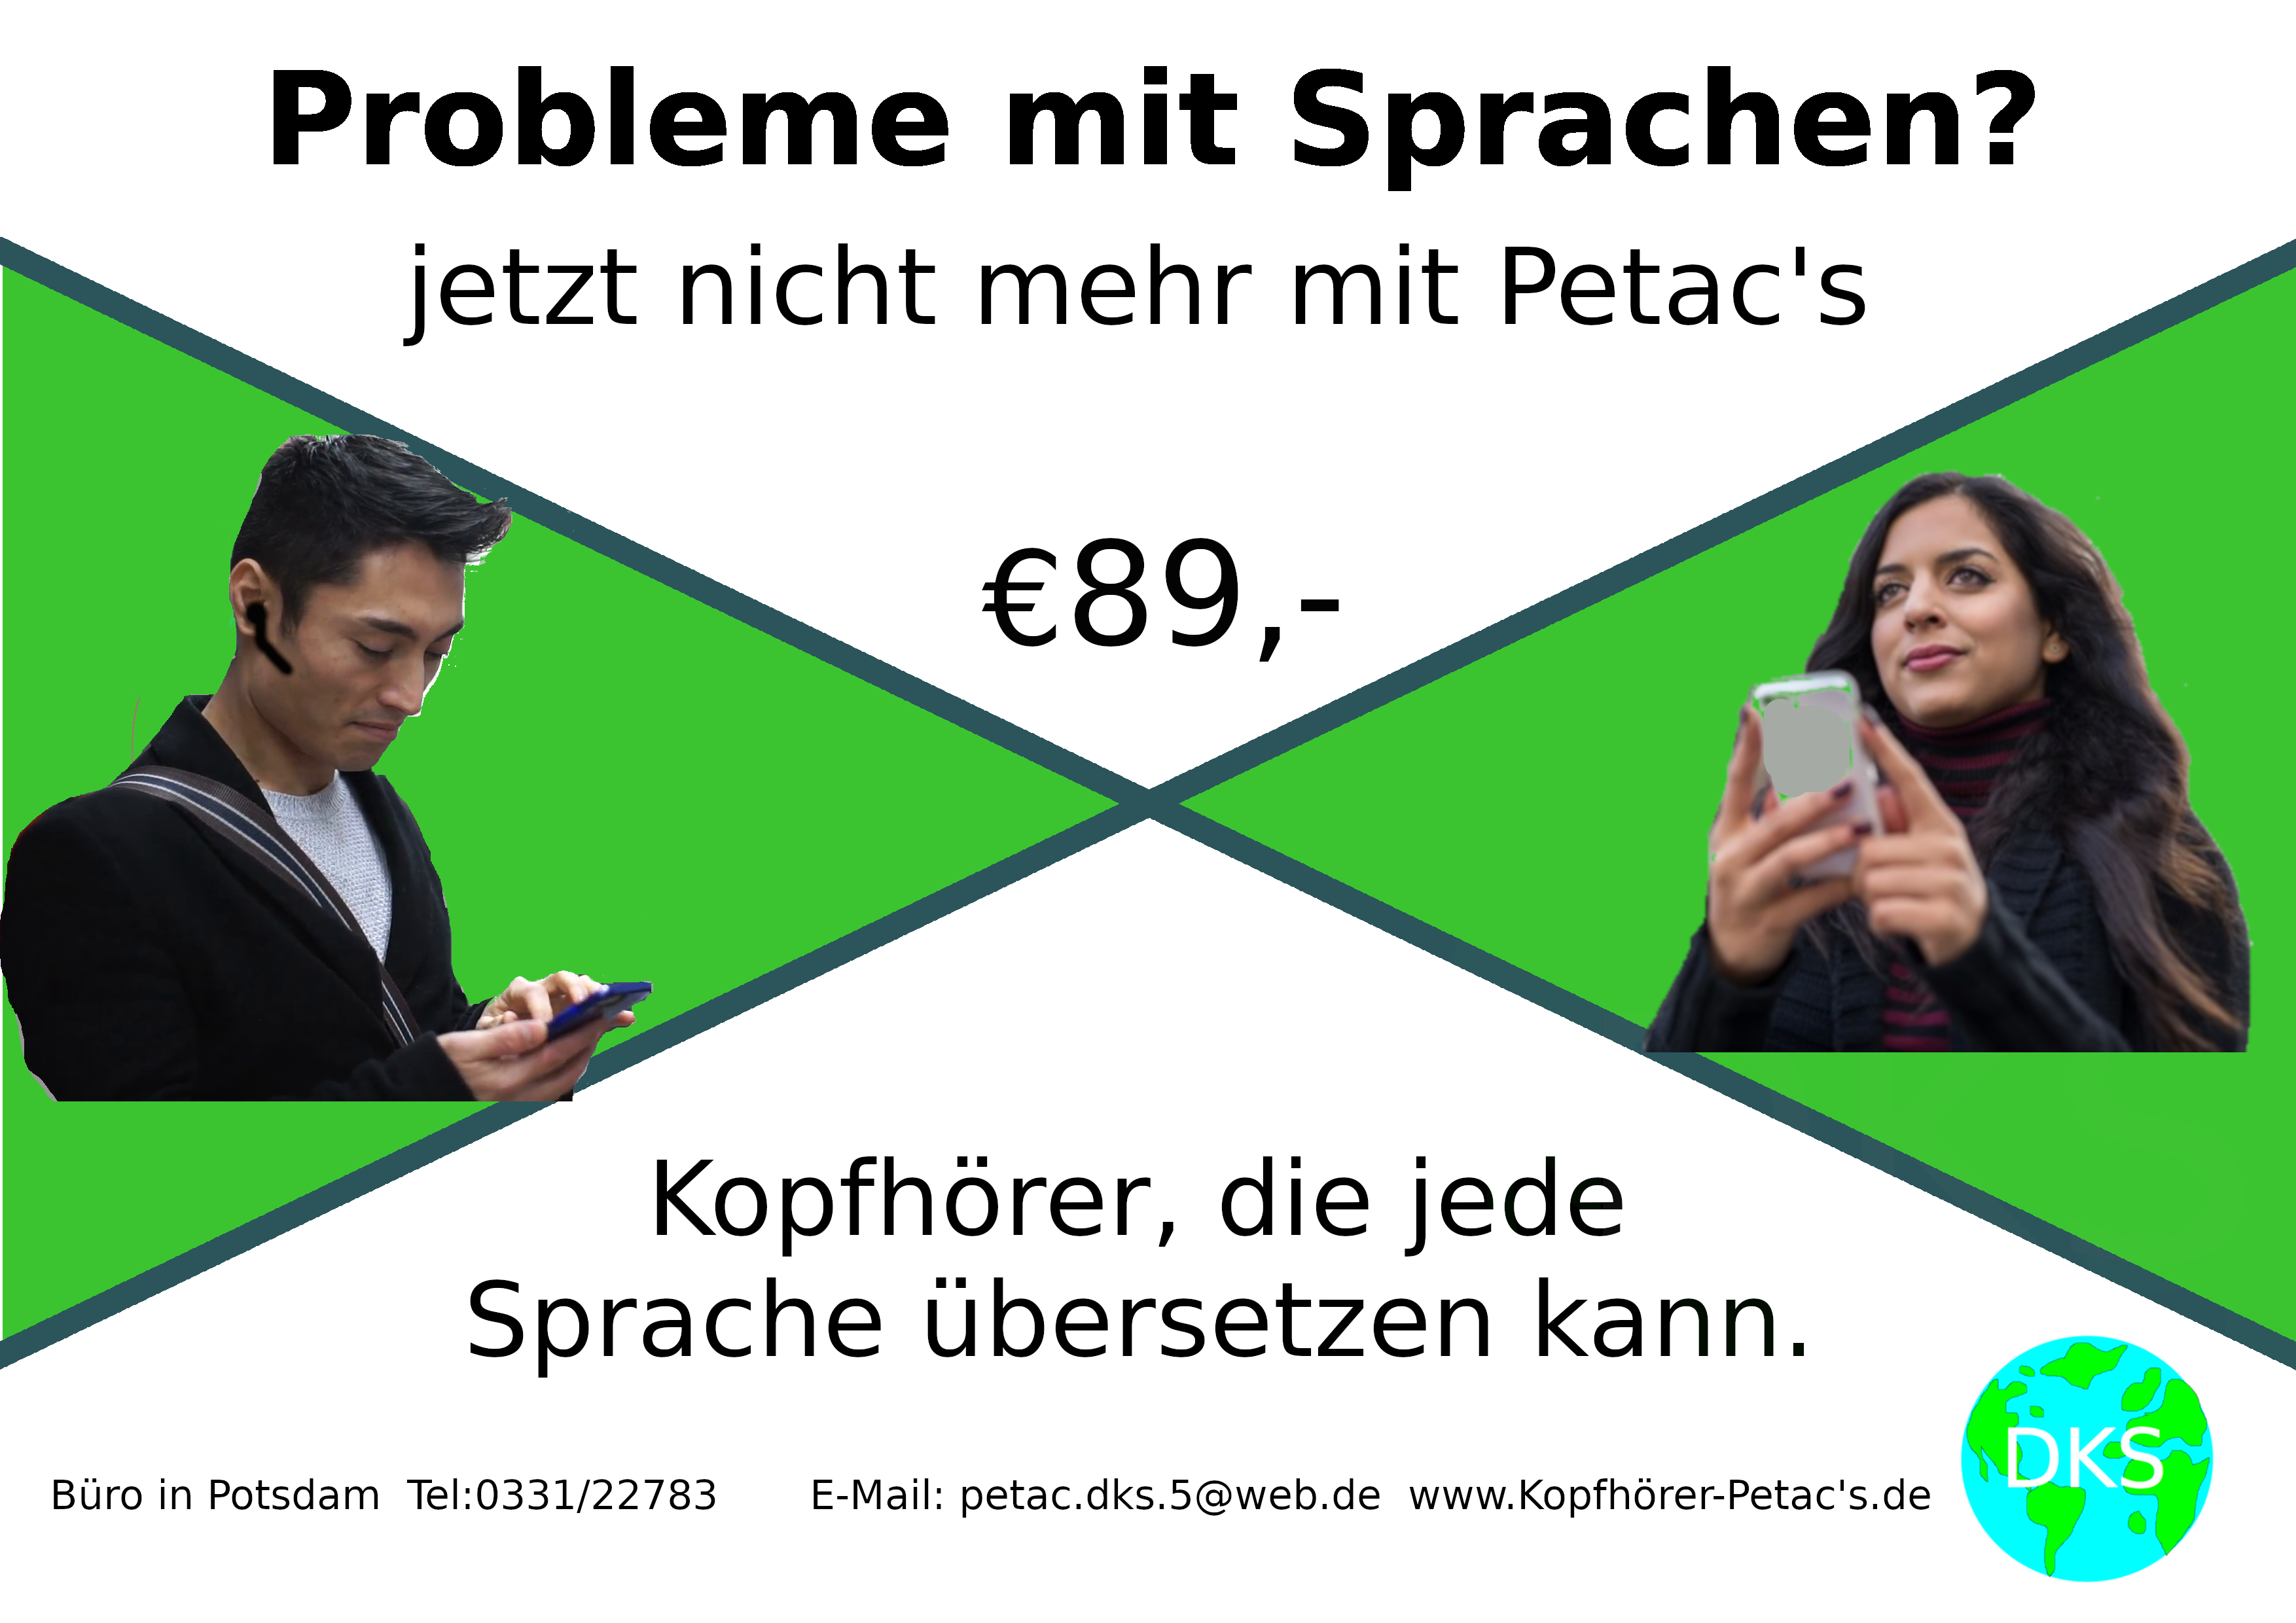 Probleme mit Sprachen?
jetzt nicht mehr mit Petac's
€89,-
Kopfhörer, die jede
Sprache übersetzen kann.
Büro in Potsdam Tel:0331/22783 E-Mail: petac.dks.5@web.de www.Kopfhörer-Petac's.de
DKS